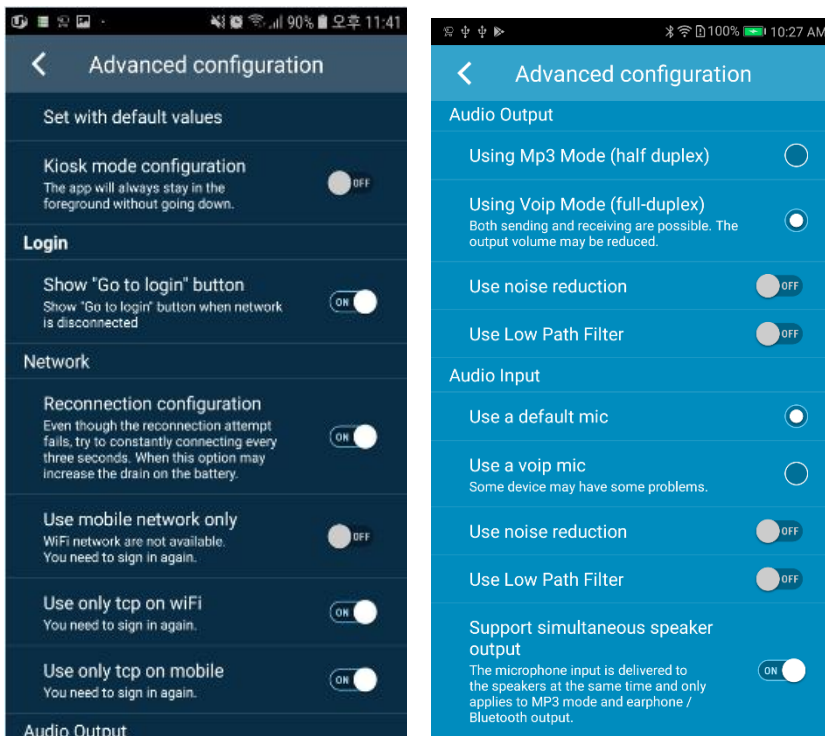 90% 오후 11:41
Advanced configuration
Set with default values
Kiosk mode configuration
The app will always stay in the
foreground without going down.
OFF
Login
Show "Go to login" button
Show "Go to login" button when network
is disconnected
ON
Network
Reconnection configuration
Even though the reconnection attempt
fails, try to constantly connecting every
three seconds. When this option may
increase the drain on the battery.
ON
Use mobile network only
WiFi network are not available.
You need to sign in again.
OFF
Use only tcp on wiFi
You need to sign in again.
ON
Use only tcp on mobile
You need to sign in again.
ON
Audio Output
100% 10:27 AM
Advanced configuration
Audio Output
Using Mp3 Mode (half duplex)
Using Voip Mode (full-duplex)
Both sending and receiving are possible. The
output volume may be reduced.
Use noise reduction
OFF
Use Low Path Filter
OFF
Audio Input
Use a default mic
Use a voip mic
Some device may have some problems.
Use noise reduction
OFF
Use Low Path Filter
OFF
Support simultaneous speaker
output
The microphone input is delivered to
the speakers at the same time and only
applies to MP3 mode and earphone /
Bluetooth output.
ON